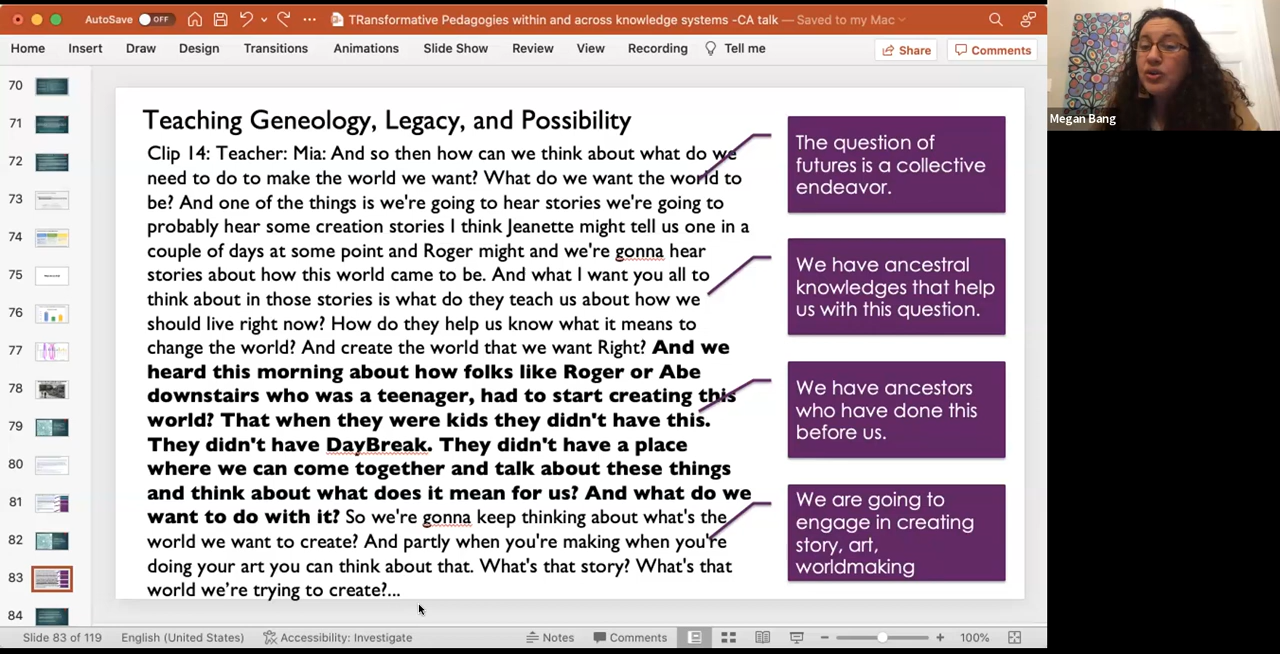 AutoSave OFF
TRansformative Pedagogies within and across knowledge systems -CA talk — Saved to my Mac
Home Insert Draw Design Transitions Animations Slide Show Review View Recording Tell me Share Comments
Megan Bang
70
71
72
73
74
75
76
77
78
79
80
81
82
83
84
Teaching Geneology, Legacy, and Possibility
Clip 14: Teacher: Mia: And so then how can we think about what do we
need to do to make the world we want? What do we want the world to
be? And one of the things is we're going to hear stories we're going to
probably hear some creation stories I think Jeanette might tell us one in a
couple of days at some point and Roger might and we're gonna hear
stories about how this world came to be. And what I want you all to
think about in those stories is what do they teach us about how we
should live right now? How do they help us know what it means to
change the world? And create the world that we want Right? And we
heard this morning about how folks like Roger or Abe
downstairs who was a teenager, had to start creating this
world? That when they were kids they didn't have this.
They didn't have DayBreak. They didn't have a place
where we can come together and talk about these things
and think about what does it mean for us? And what do we
want to do with it? So we're gonna keep thinking about what's the
world we want to create? And partly when you're making when you're
doing your art you can think about that. What's that story? What's that
world we're trying to create?...
The question of
futures is a collective
endeavor.
We have ancestral
knowledges that help
us with this question.
We have ancestors
who have done this
before us.
We are going to
engage in creating
story, art,
worldmaking
Slide 83 of 119 English (United States) Accessibility: Investigate Notes Comments 100%